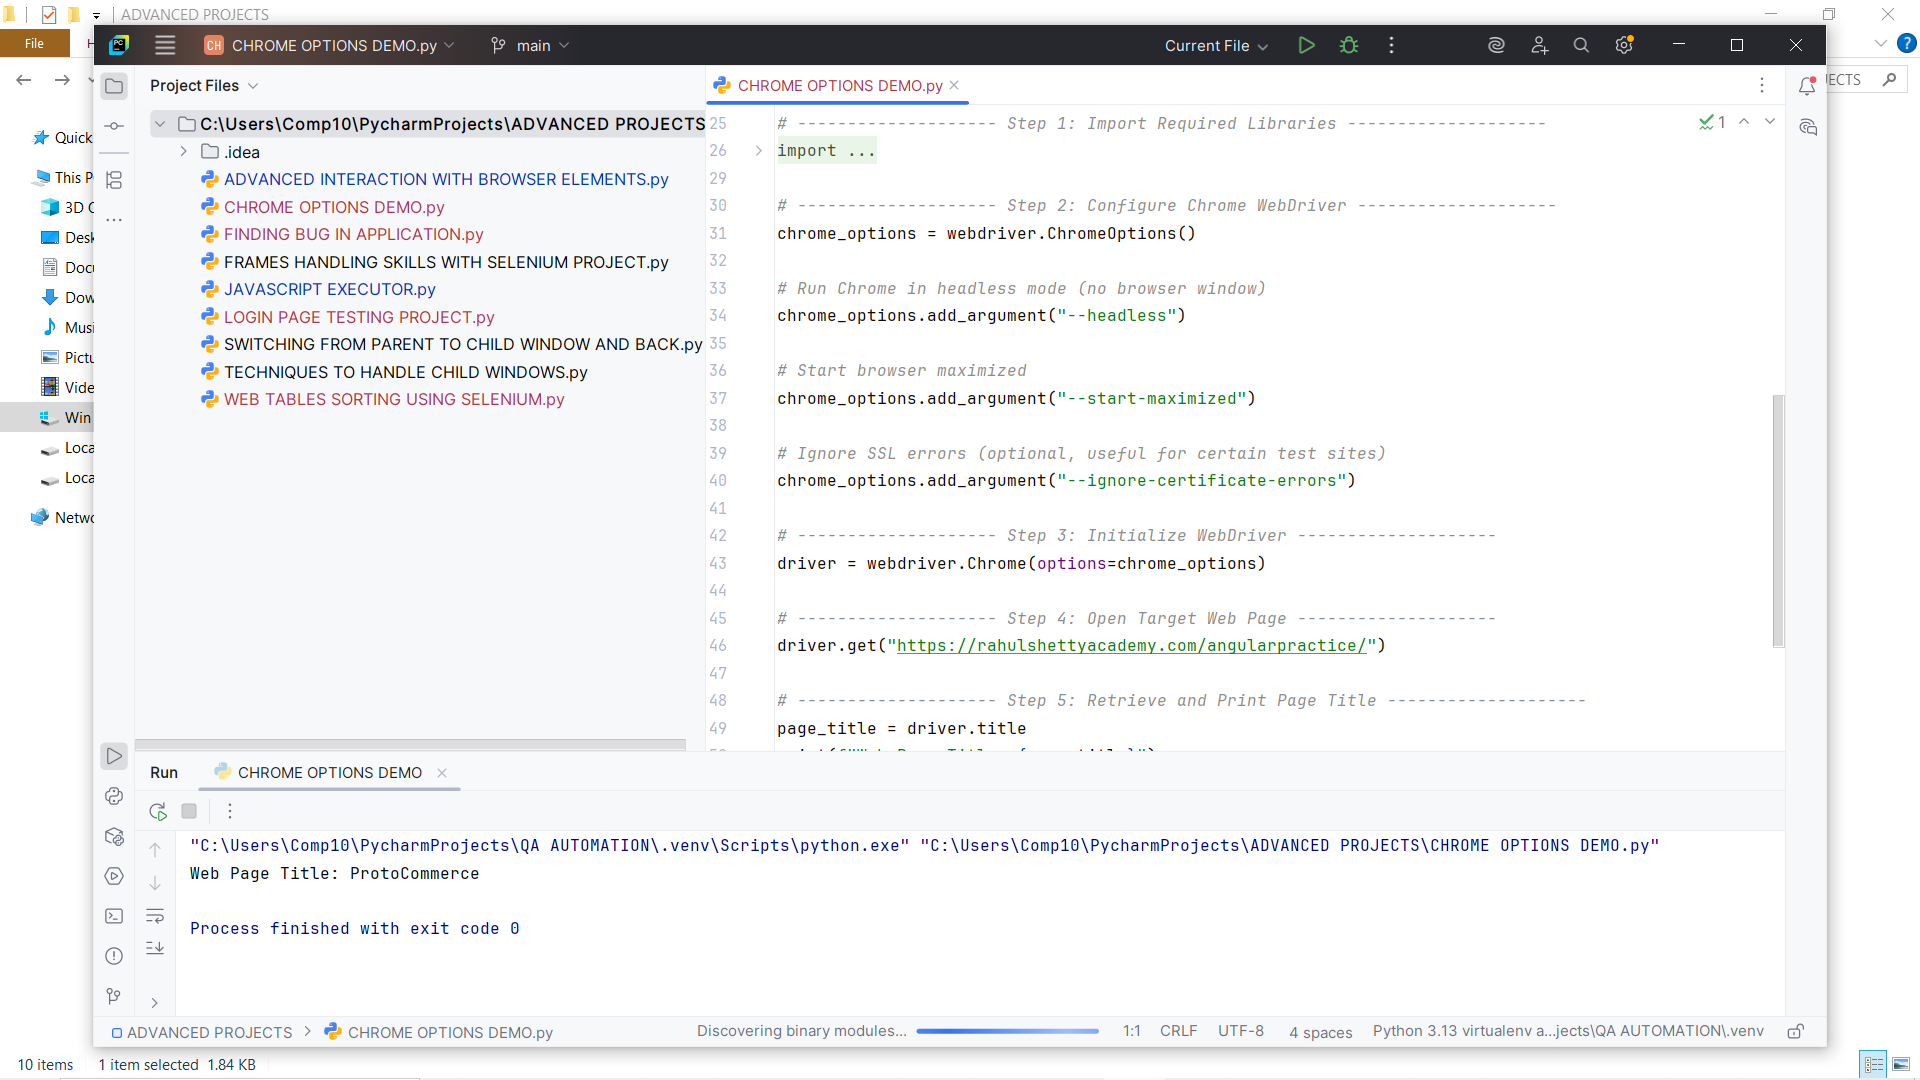 ADVANCED PROJECTS
File
CH CHROME OPTIONS DEMO.py main Current File
JECTS
Quick
This P
3D C
Desk
Docu
Dow
Musi
Pictu
Vide
Win
Loca
Loca
Netwo
Project Files
C:\Users\Comp10\PycharmProjects\ADVANCED PROJECTS
.idea
ADVANCED INTERACTION WITH BROWSER ELEMENTS.py
CHROME OPTIONS DEMO.py
FINDING BUG IN APPLICATION.py
FRAMES HANDLING SKILLS WITH SELENIUM PROJECT.py
JAVASCRIPT EXECUTOR.py
LOGIN PAGE TESTING PROJECT.py
SWITCHING FROM PARENT TO CHILD WINDOW AND BACK.py
TECHNIQUES TO HANDLE CHILD WINDOWS.py
WEB TABLES SORTING USING SELENIUM.py
CHROME OPTIONS DEMO.py
1
25 # -------------------- Step 1: Import Required Libraries --------------------
26 import ...
29
30 # -------------------- Step 2: Configure Chrome WebDriver --------------------
31 chrome_options = webdriver.ChromeOptions()
32
33 # Run Chrome in headless mode (no browser window)
34 chrome_options.add_argument("--headless")
35
36 # Start browser maximized
37 chrome_options.add_argument("--start-maximized")
38
39 # Ignore SSL errors (optional, useful for certain test sites)
40 chrome_options.add_argument("--ignore-certificate-errors")
41
42 # -------------------- Step 3: Initialize WebDriver --------------------
43 driver = webdriver.Chrome(options=chrome_options)
44
45 # -------------------- Step 4: Open Target Web Page --------------------
46 driver.get("https://rahulshettyacademy.com/angularpractice/")
47
48 # -------------------- Step 5: Retrieve and Print Page Title --------------------
49 page_title = driver.title
Run CHROME OPTIONS DEMO
"C:\Users\Comp10\PycharmProjects\QA AUTOMATION\.venv\Scripts\python.exe" "C:\Users\Comp10\PycharmProjects\ADVANCED PROJECTS\CHROME OPTIONS DEMO.py"
Web Page Title: ProtoCommerce
Process finished with exit code 0
ADVANCED PROJECTS > CHROME OPTIONS DEMO.py Discovering binary modules... 1:1 CRLF UTF-8 4 spaces Python 3.13 virtualenv a...jects\QA AUTOMATION\.venv
10 items 1 item selected 1.84 KB